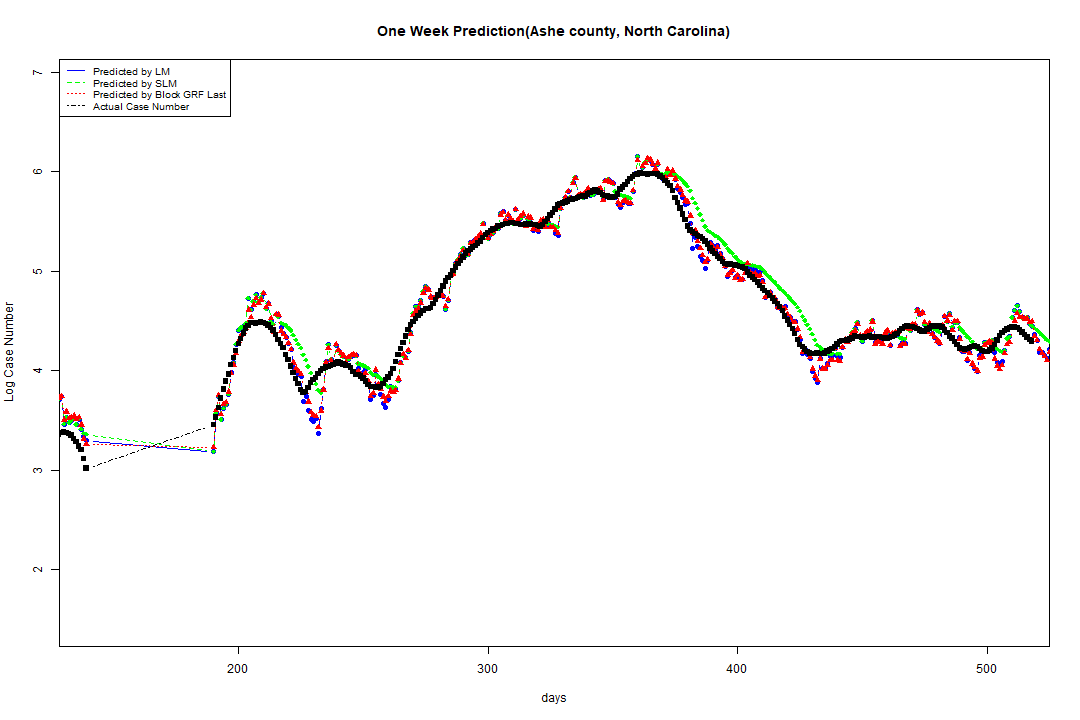 One Week Prediction(Ashe county, North Carolina)
Predicted by LM
Predicted by SLM
Predicted by Block GRF Last
Actual Case Number
7
6
5
4
3
2
Log Case Number
200 300 400 500
days